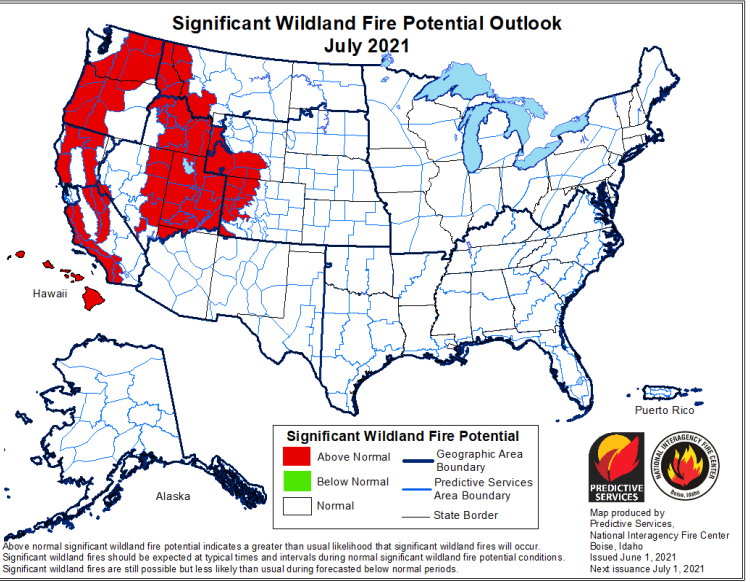 Significant Wildland Fire Potential Outlook
July 2021
Hawaii
Alaska
Puerto Rico
Significant Wildland Fire Potential
Above Normal
Below Normal
Normal
Geographic Area
Boundary
Predictive Services
Area Boundary
State Border
PREDICTIVE
SERVICES
NATIONAL INTERAGENCY FIRE CENTER
Boise, Idaho
Map produced by
Predictive Services,
National Interagency Fire Center
Boise, Idaho
Issued June 1, 2021
Next issuance July 1, 2021
Above normal significant wildland fire potential indicates a greater than usual likelihood that significant wildland fires will occur.
Significant wildland fires should be expected at typical times and intervals during normal significant wildland fire potential conditions.
Significant wildland fires are still possible but less likely than usual during forecasted below normal periods.